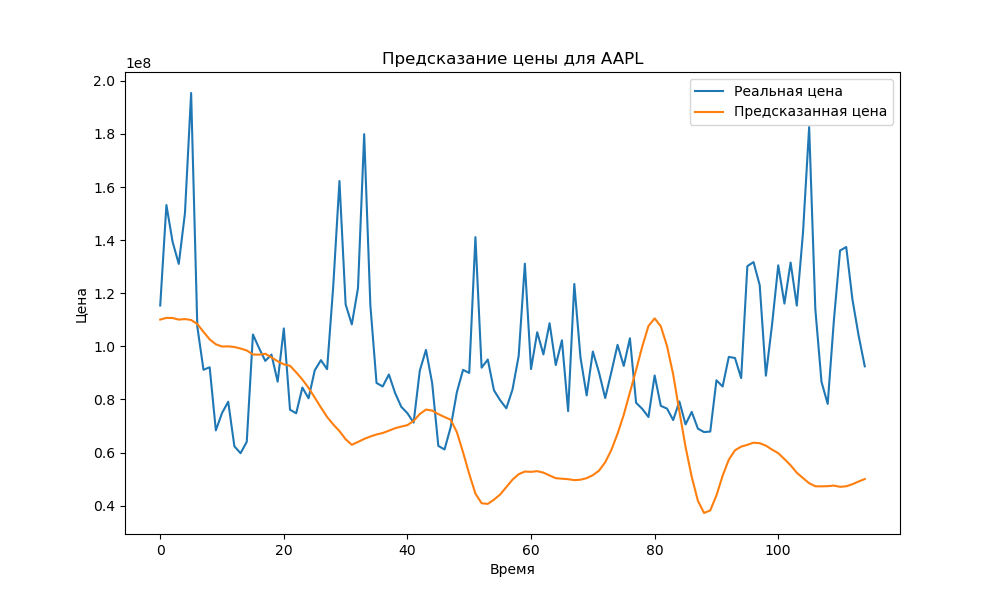 Предсказание цены для AAPL
1e8
Реальная цена
Предсказанная цена
2.0
1.8
1.6
1.4
1.2
1.0
0.8
0.6
0.4
Цена
0 20 40 60 80 100
Время